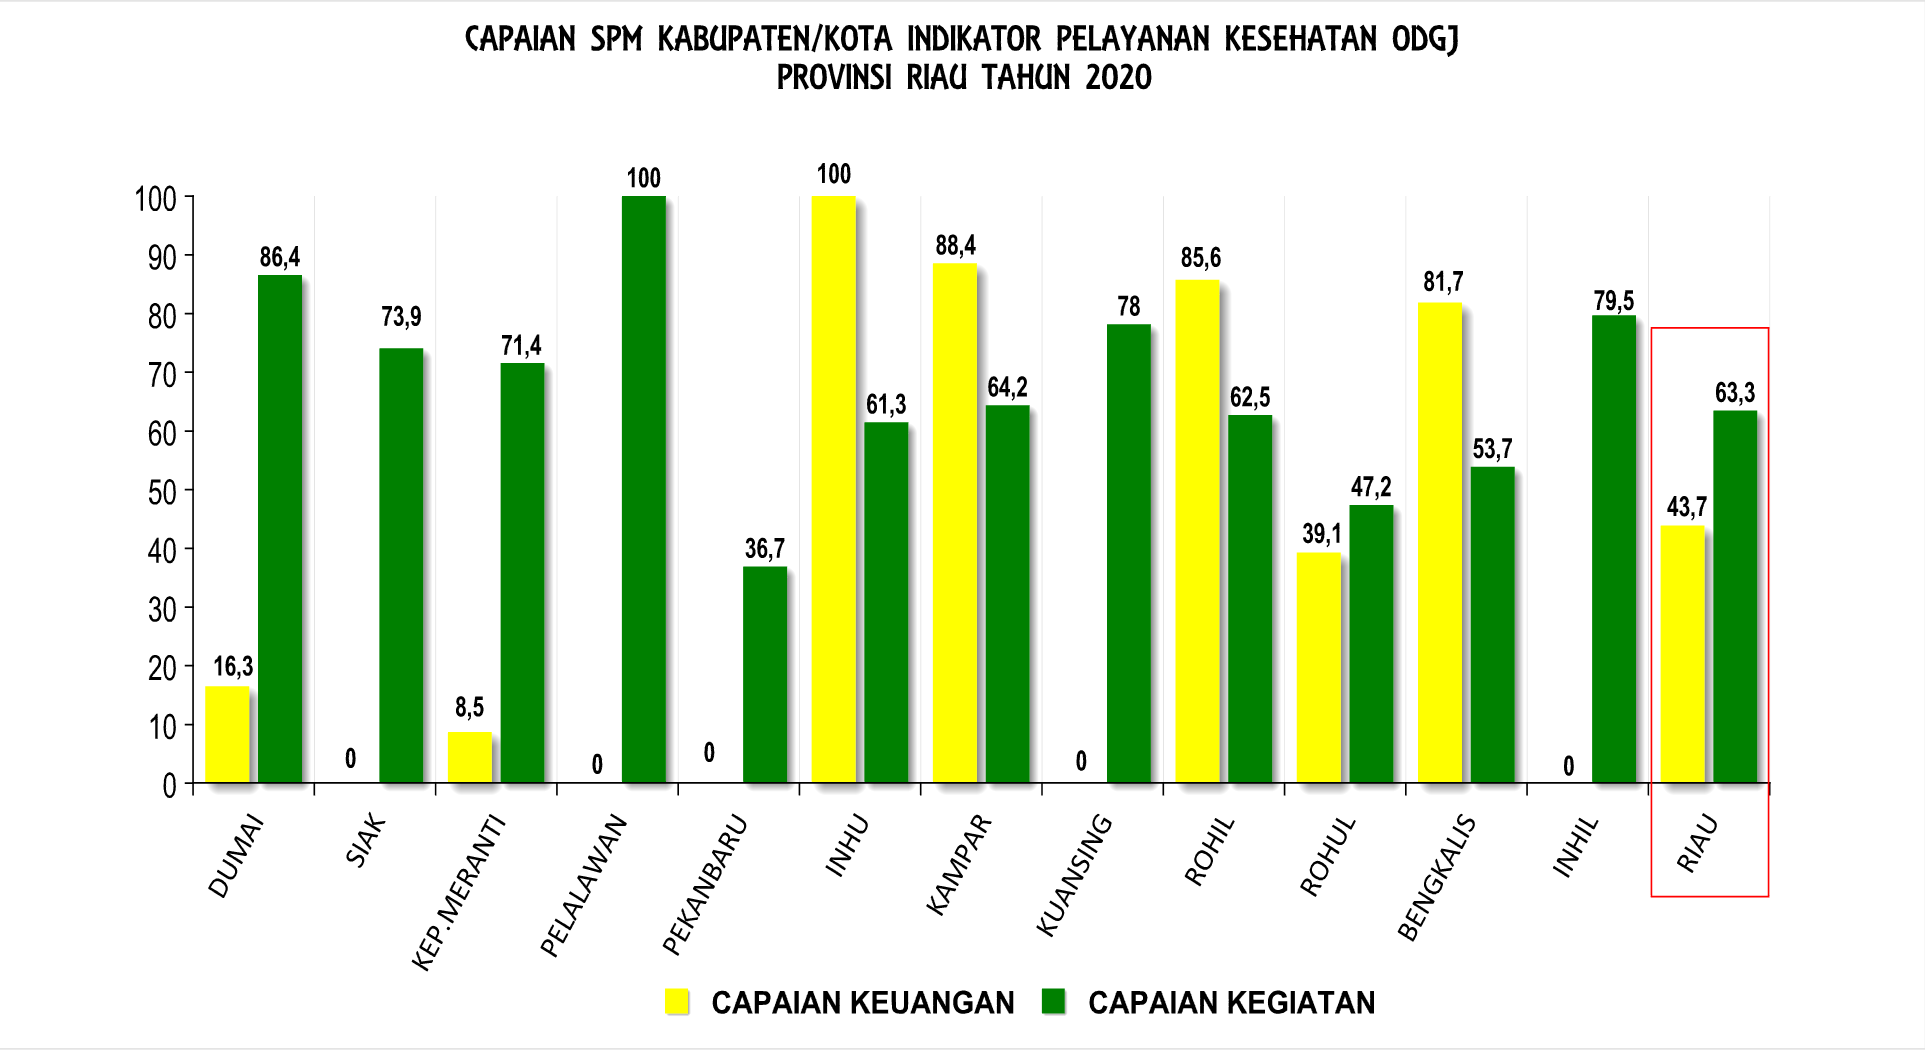 CAPAIAN SPM KABUPATEN/KOTA INDIKATOR PELAYANAN KESEHATAN ODGJ
PROVINSI RIAU TAHUN 2020
100
90
80
70
60
50
40
30
20
10
0
16,3
86,4
0
73,9
8,5
71,4
0
100
0
36,7
100
61,3
88,4
64,2
0
78
85,6
62,5
39,1
47,2
81,7
53,7
0
79,5
43,7
63,3
DUMAI
SIAK
KEP.MERANTI
PELALAWAN
PEKANBARU
INHU
KAMPAR
KUANSING
ROHIL
ROHUL
BENGKALIS
INHIL
RIAU
CAPAIAN KEUANGAN
CAPAIAN KEGIATAN